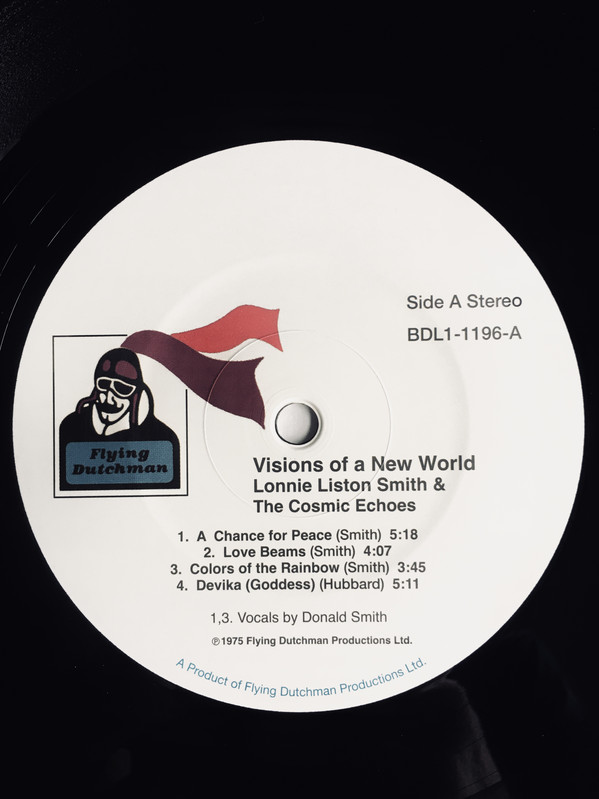 Side A Stereo
BDL1-1196-A
Flying
Dutchman
Visions of a New World
Lonnie Liston Smith &
The Cosmic Echoes
1. A Chance for Peace (Smith) 5:18
2. Love Beams (Smith) 4:07
3. Colors of the Rainbow (Smith) 3:45
4. Devika (Goddess) (Hubbard) 5:11
1,3. Vocals by Donald Smith
℗1975 Flying Dutchman Productions Ltd.
A Product of Flying Dutchman Productions Ltd.